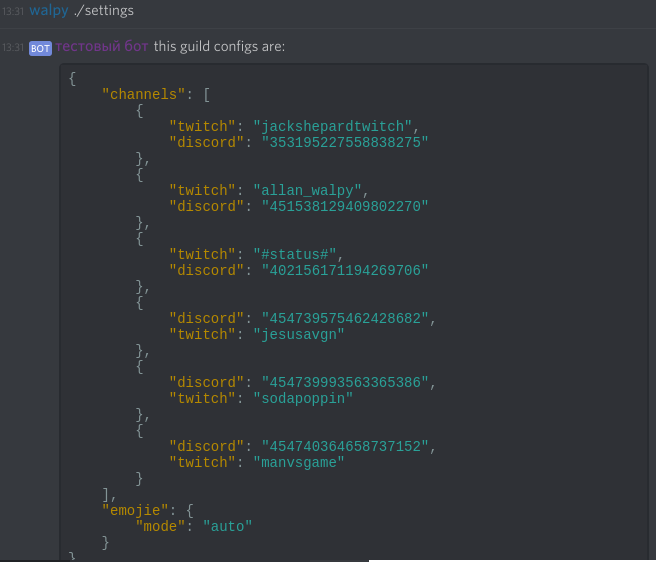 13:31 walpy ./settings
13:31 BOT тестовый бот this guild configs are:
{
"channels": [
{
"twitch": "jackshepardtwitch",
"discord": "353195227558838275"
},
{
"twitch": "allan_walpy",
"discord": "451538129409802270"
},
{
"twitch": "#status#",
"discord": "402156171194269706"
},
{
"discord": "454739575462428682",
"twitch": "jesusavgn"
},
{
"discord": "454739993563365386",
"twitch": "sodapoppin"
},
{
"discord": "454740364658737152",
"twitch": "manvsgame"
}
],
"emojie": {
"mode": "auto"
}
}